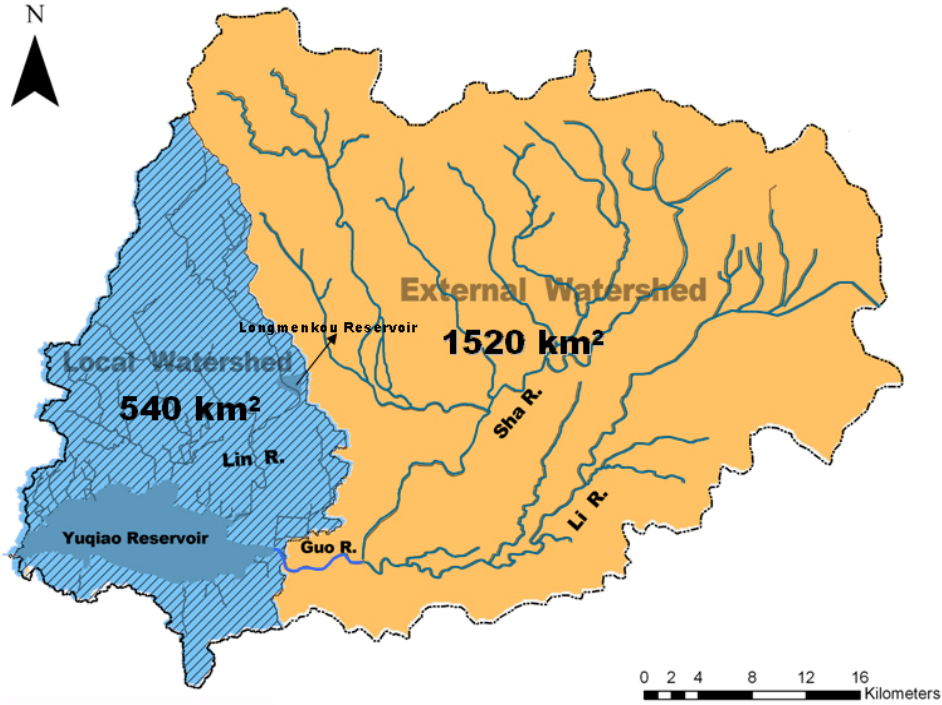 N
External Watershed
Longmenkou Reservoir
1520 km²
Local Watershed
540 km²
Sha R.
Lin R.
Li R.
Yuqiao Reservoir
Guo R.
0 2 4 8 12 16
Kilometers